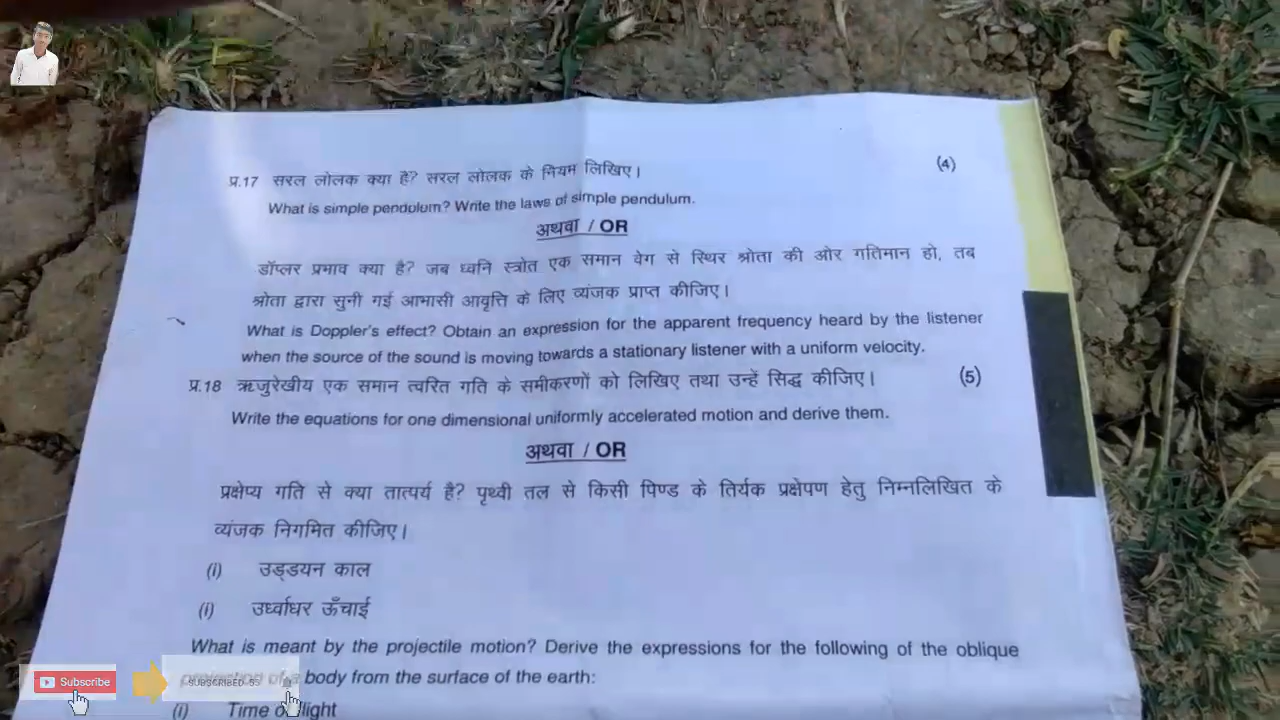 प्र.17 सरल लोलक क्या है? सरल लोलक के नियम लिखिए। (4)
What is simple pendulum? Write the laws of simple pendulum.
अथवा / OR
डॉप्लर प्रभाव क्या है? जब ध्वनि स्त्रोत एक समान वेग से स्थिर श्रोता की ओर गतिमान हो, तब
श्रोता द्वारा सुनी गई आभासी आवृत्ति के लिए व्यंजक प्राप्त कीजिए।
What is Doppler's effect? Obtain an expression for the apparent frequency heard by the listener
when the source of the sound is moving towards a stationary listener with a uniform velocity.
प्र.18 ऋजुरेखीय एक समान त्वरित गति के समीकरणों को लिखिए तथा उन्हें सिद्ध कीजिए। (5)
Write the equations for one dimensional uniformly accelerated motion and derive them.
अथवा / OR
प्रक्षेप्य गति से क्या तात्पर्य है? पृथ्वी तल से किसी पिण्ड के तिर्यक प्रक्षेपण हेतु निम्नलिखित के
व्यंजक निगमित कीजिए।
(i) उड्डयन काल
(i) उर्ध्वाधर ऊँचाई
What is meant by the projectile motion? Derive the expressions for the following of the oblique
of a body from the surface of the earth:
Subscribe
SUBSCRIBED
(i) Time of flight